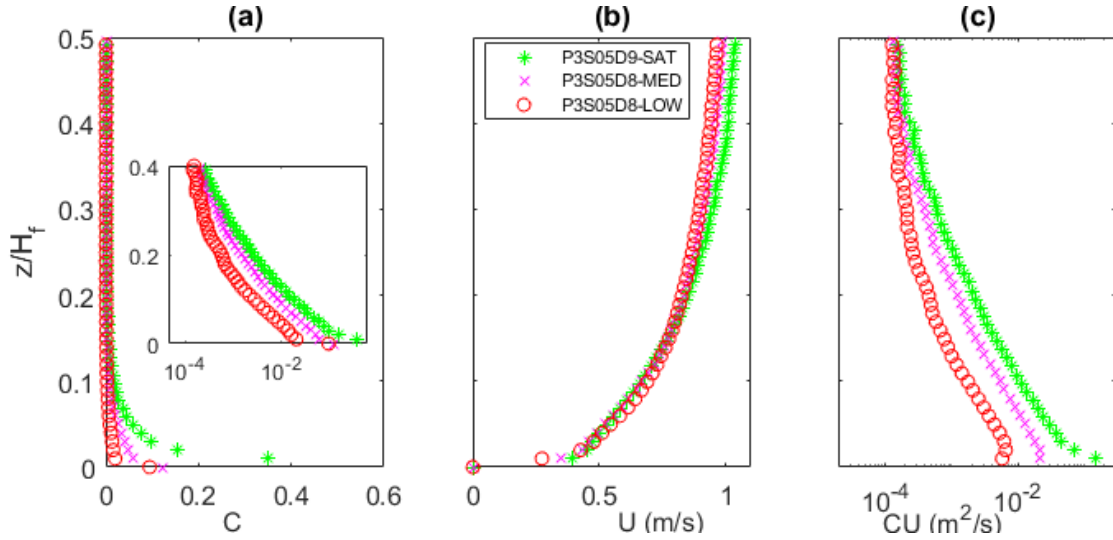 (a) (b) (c)
0.5
0.4
0.3
0.2
0.1
0
z/H_f
0.4
0.2
0
10^-4 10^-2
P3S05D9-SAT
P3S05D8-MED
P3S05D8-LOW
0 0.2 0.4 0.6 0 0.5 1 10^-4 10^-2
C U (m/s) CU (m^2/s)